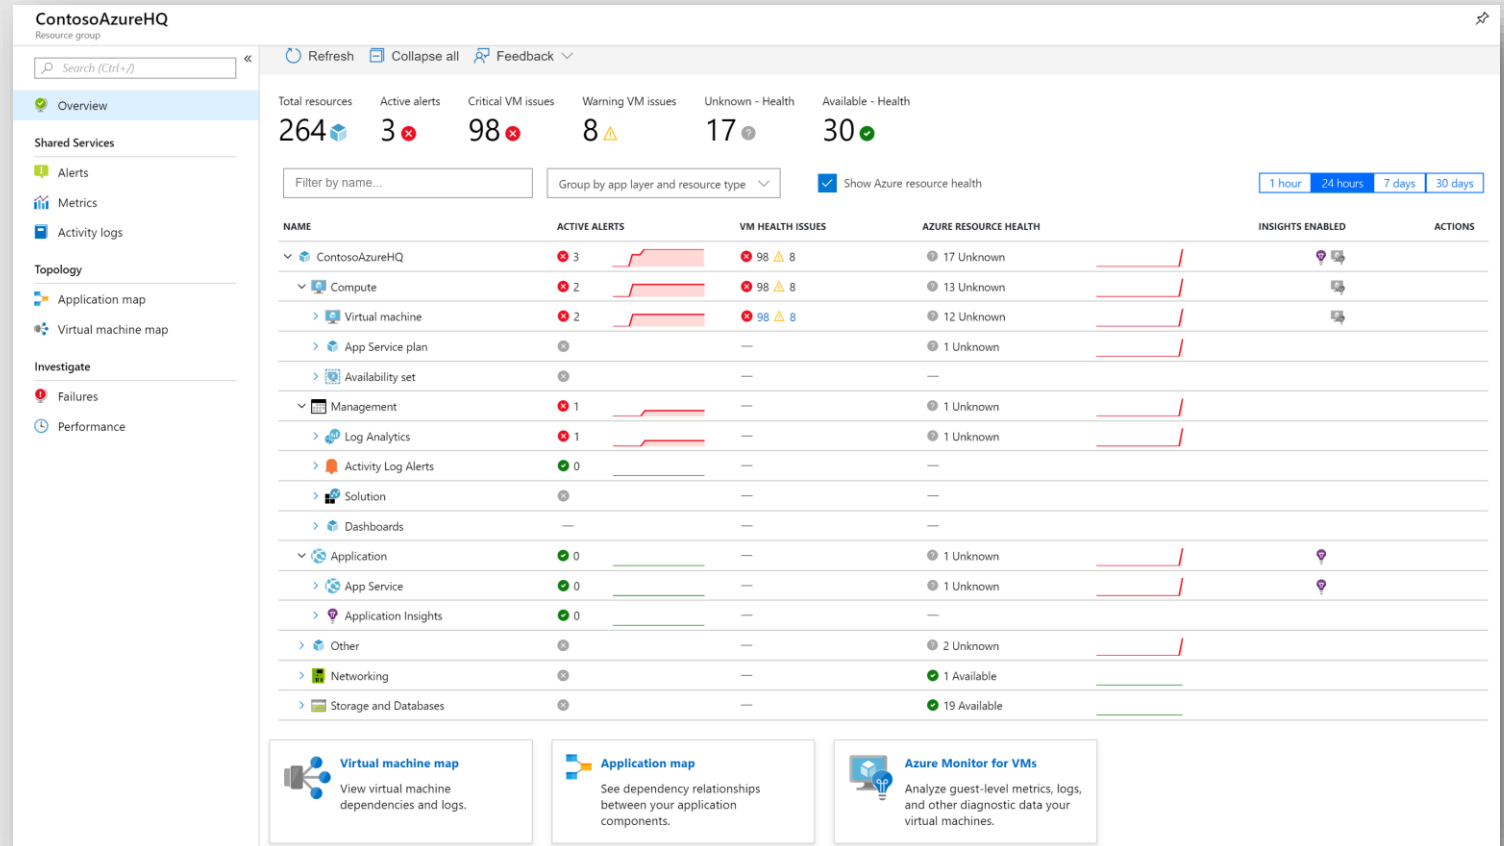 ContosoAzureHQ
Resource group
Search (Ctrl+/)
«
Overview
Shared Services
Alerts
Metrics
Activity logs
Topology
Application map
Virtual machine map
Investigate
Failures
Performance
Refresh Collapse all Feedback
Total resources Active alerts Critical VM issues Warning VM issues Unknown - Health Available - Health
264 3 98 8 17 30
Filter by name... Group by app layer and resource type Show Azure resource health 1 hour 24 hours 7 days 30 days
NAME ACTIVE ALERTS VM HEALTH ISSUES AZURE RESOURCE HEALTH INSIGHTS ENABLED ACTIONS
ContosoAzureHQ 3 98 8 17 Unknown
Compute 2 98 8 13 Unknown
Virtual machine 2 98 8 12 Unknown
App Service plan — 1 Unknown
Availability set — —
Management 1 — 1 Unknown
Log Analytics 1 — 1 Unknown
Activity Log Alerts 0 — —
Solution — —
Dashboards — — —
Application 0 — 1 Unknown
App Service 0 — 1 Unknown
Application Insights 0 — —
Other — 2 Unknown
Networking — 1 Available
Storage and Databases — 19 Available
Virtual machine map
View virtual machine
dependencies and logs.
Application map
See dependency relationships
between your application
components.
Azure Monitor for VMs
Analyze guest-level metrics, logs,
and other diagnostic data your
virtual machines.